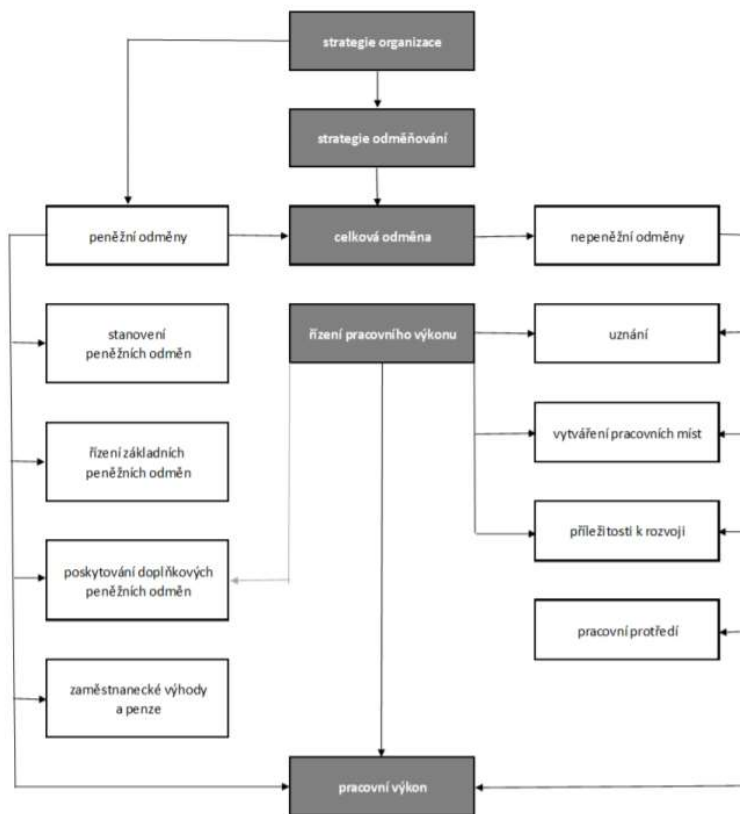 strategie organizace
strategie odměňování
peněžní odměny
celková odměna
nepeněžní odměny
stanovení
peněžních odměn
řízení pracovního výkonu
uznání
řízení základních
peněžních odměn
vytváření pracovních míst
poskytování doplňkových
peněžních odměn
příležitosti k rozvoji
pracovní protředí
zaměstnanecké výhody
a penze
pracovní výkon